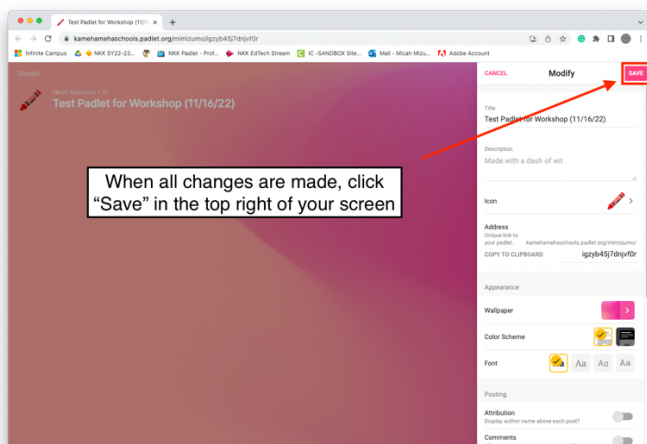 Test Padlet for Workshop (11/1
kamehamehaschools.padlet.org/mimizumo/igzyb45j7dnjvf0r
Infinite Campus NKK SY22-23... NKK Padlet - Prof... NKK EdTech Stream IC -SANDBOX Site... Mail - Micah Mizu... Adobe Account
Padlet
Test Padlet for Workshop (11/16/22)
When all changes are made, click
“Save” in the top right of your screen
CANCEL Modify SAVE
Title
Test Padlet for Workshop (11/16/22)
Description
Made with a dash of wit
Icon
Address
Unique link to
your padlet. kamehamehaschools.padlet.org/mimizumo/
COPY TO CLIPBOARD igzyb45j7dnjvf0r
Appearance
Wallpaper
Color Scheme
Font Aa Aa Aa
Posting
Attribution
Display author name above each post?
Comments